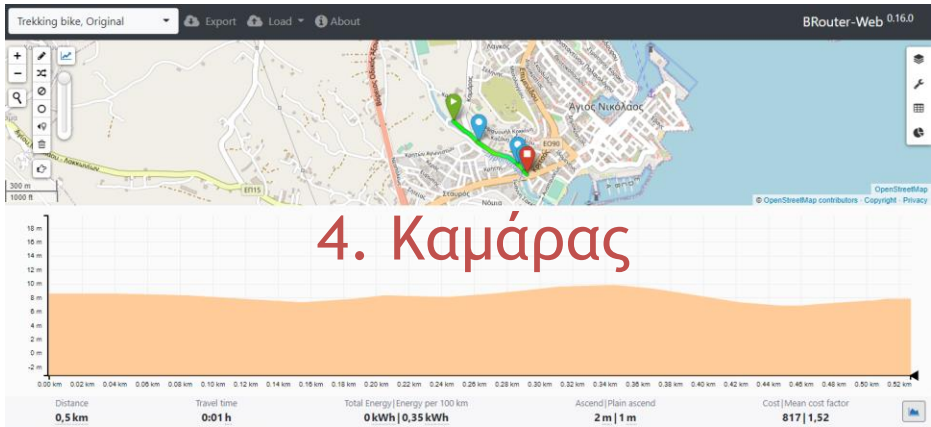 Trekking bike, Original Export Load About BRouter-Web 0.16.0
Άγιος Νικόλαος
ΕΟ90
ΕΠ15
Σταυρός
300 m
1000 ft
OpenStreetMap
© OpenStreetMap contributors · Copyright · Privacy
4. Καμάρας
18 m
16 m
14 m
12 m
10 m
8 m
6 m
4 m
2 m
0 m
-2 m
0.00 km 0.02 km 0.04 km 0.06 km 0.08 km 0.10 km 0.12 km 0.14 km 0.16 km 0.18 km 0.20 km 0.22 km 0.24 km 0.26 km 0.28 km 0.30 km 0.32 km 0.34 km 0.36 km 0.38 km 0.40 km 0.42 km 0.44 km 0.46 km 0.48 km 0.50 km 0.52 km
Distance Travel time Total Energy|Energy per 100 km Ascend|Plain ascend Cost|Mean cost factor
0,5 km 0:01 h 0 kWh|0,35 kWh 2 m|1 m 817|1,52